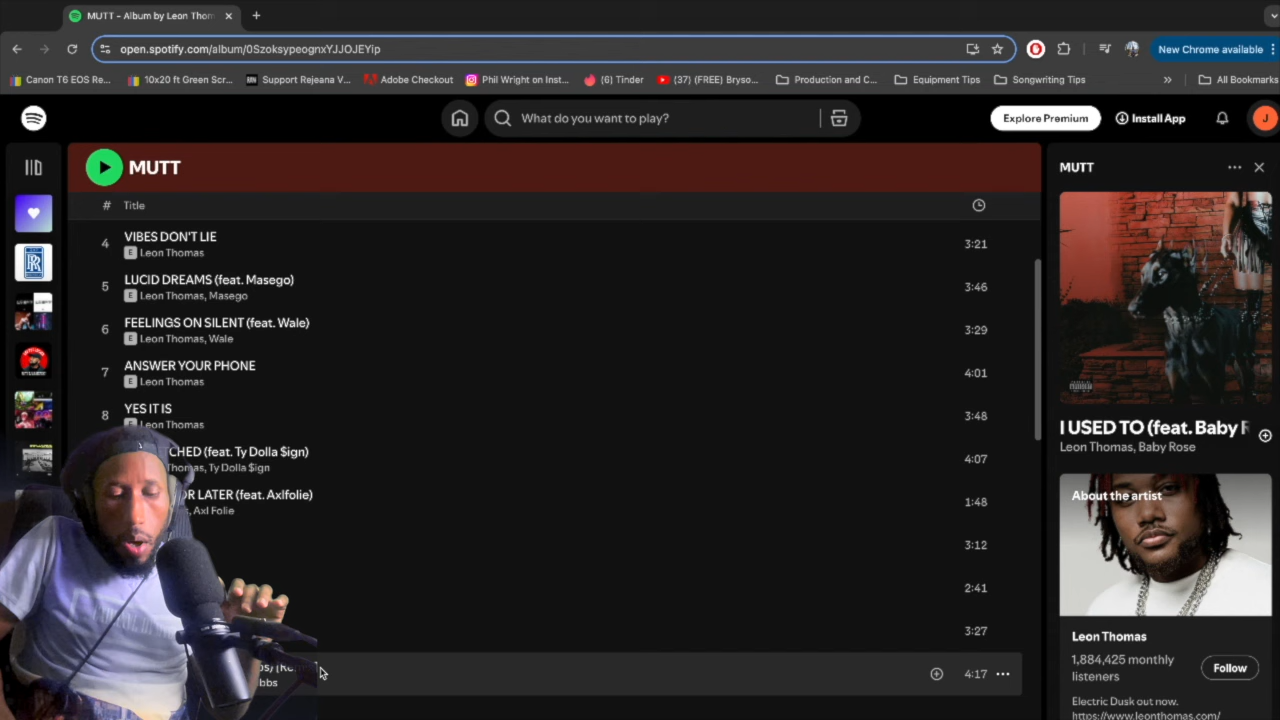 MUTT - Album by Leon Thom
open.spotify.com/album/0SzoksypeognxYJJOJEYip
New Chrome available
Canon T6 EOS Re...
10x20 ft Green Scr...
Support Rejeana V...
Adobe Checkout
Phil Wright on Inst...
(6) Tinder
(37) (FREE) Bryso...
Production and C...
Equipment Tips
Songwriting Tips
»
All Bookmarks
What do you want to play?
Explore Premium
Install App
J
MUTT
# Title
4 VIBES DON'T LIE 3:21
E Leon Thomas
5 LUCID DREAMS (feat. Masego) 3:46
E Leon Thomas, Masego
6 FEELINGS ON SILENT (feat. Wale) 3:29
E Leon Thomas, Wale
7 ANSWER YOUR PHONE 4:01
E Leon Thomas
8 YES IT IS 3:48
E Leon Thomas
TCHED (feat. Ty Dolla $ign) 4:07
Thomas, Ty Dolla $ign
OR LATER (feat. Axlfolie) 1:48
s, Axl Folie
3:12
2:41
3:27
4:17
bbs
MUTT
I USED TO (feat. Baby R
Leon Thomas, Baby Rose
About the artist
Leon Thomas
1,884,425 monthly
listeners
Follow
Electric Dusk out now.
https://www.leonthomas.com/